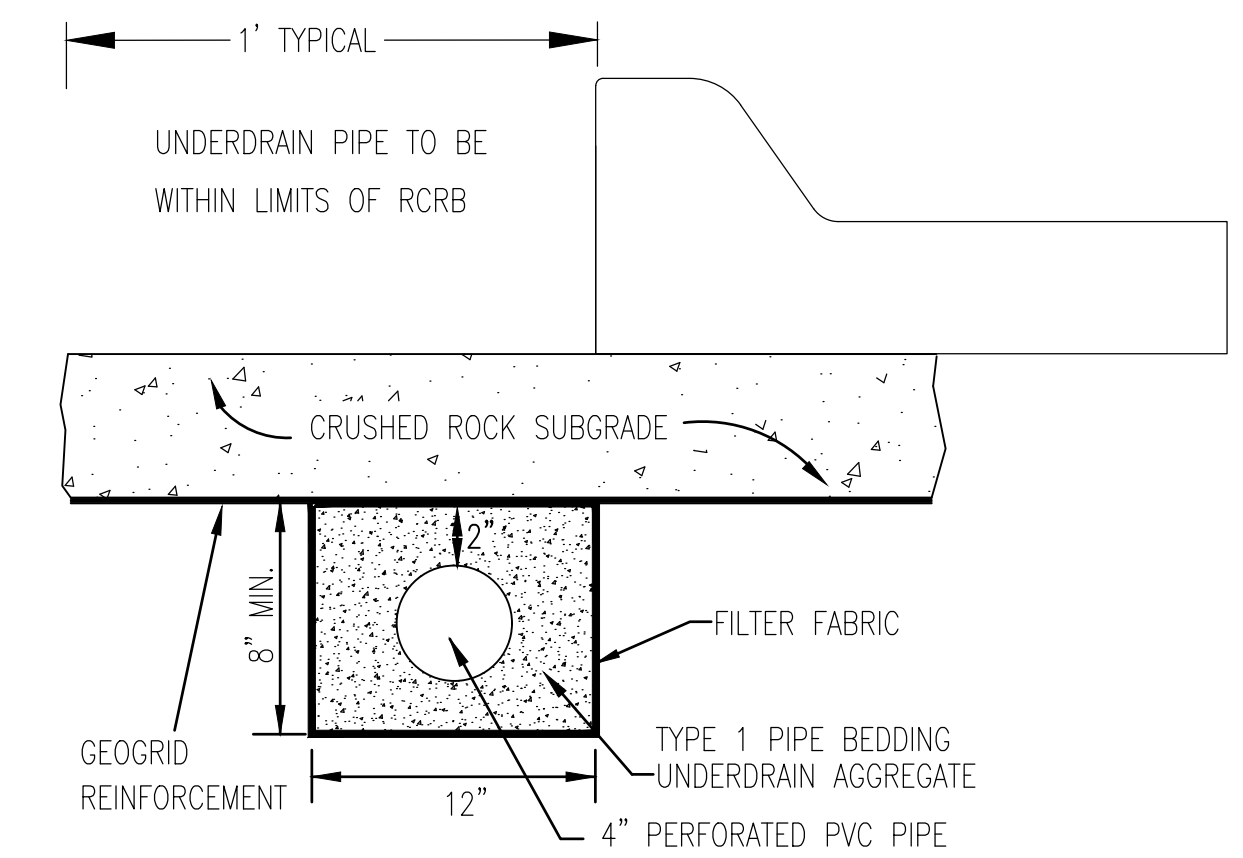 1' TYPICAL
UNDERDRAIN PIPE TO BE
WITHIN LIMITS OF RCRB
CRUSHED ROCK SUBGRADE
2"
8" MIN.
FILTER FABRIC
GEOGRID
REINFORCEMENT
TYPE 1 PIPE BEDDING
UNDERDRAIN AGGREGATE
12"
4" PERFORATED PVC PIPE